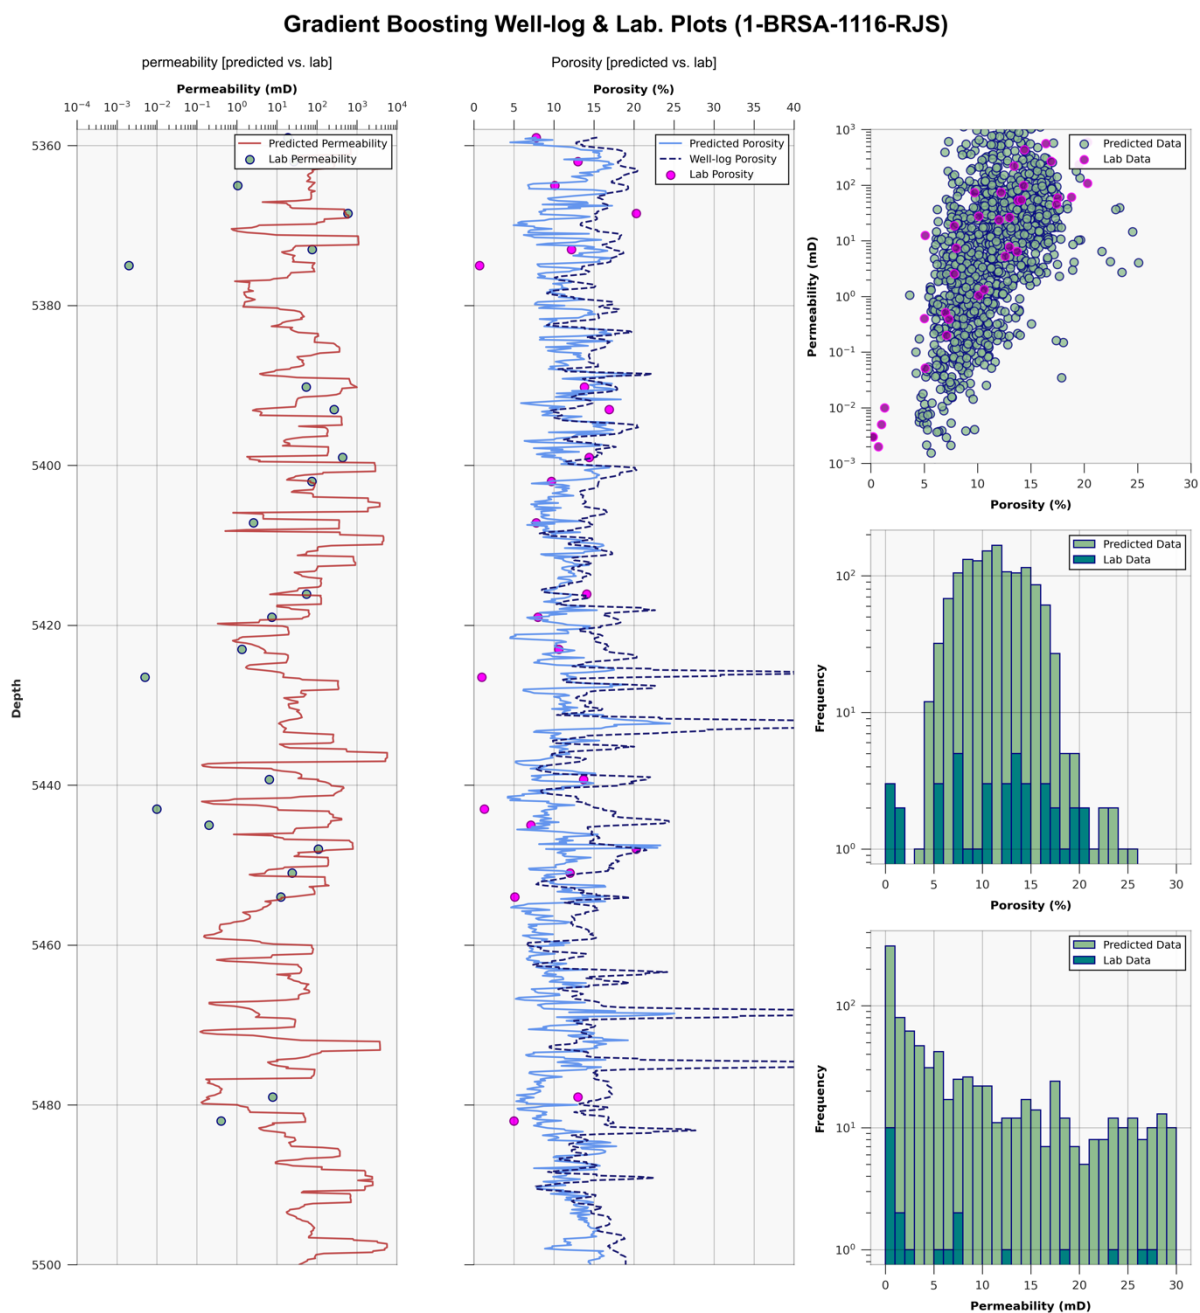 Gradient Boosting Well-log & Lab. Plots (1-BRSA-1116-RJS)
permeability [predicted vs. lab]
Permeability (mD)
10⁻⁴ 10⁻³ 10⁻² 10⁻¹ 10⁰ 10¹ 10² 10³ 10⁴
Predicted Permeability
Lab Permeability
Depth
5360
5380
5400
5420
5440
5460
5480
5500
Porosity [predicted vs. lab]
Porosity (%)
0 5 10 15 20 25 30 35 40
Predicted Porosity
Well-log Porosity
Lab Porosity
Predicted Data
Lab Data
Permeability (mD)
10³
10²
10¹
10⁰
10⁻¹
10⁻²
10⁻³
0 5 10 15 20 25 30
Porosity (%)
Predicted Data
Lab Data
Frequency
10²
10¹
10⁰
0 5 10 15 20 25 30
Porosity (%)
Predicted Data
Lab Data
Frequency
10²
10¹
10⁰
0 5 10 15 20 25 30
Permeability (mD)